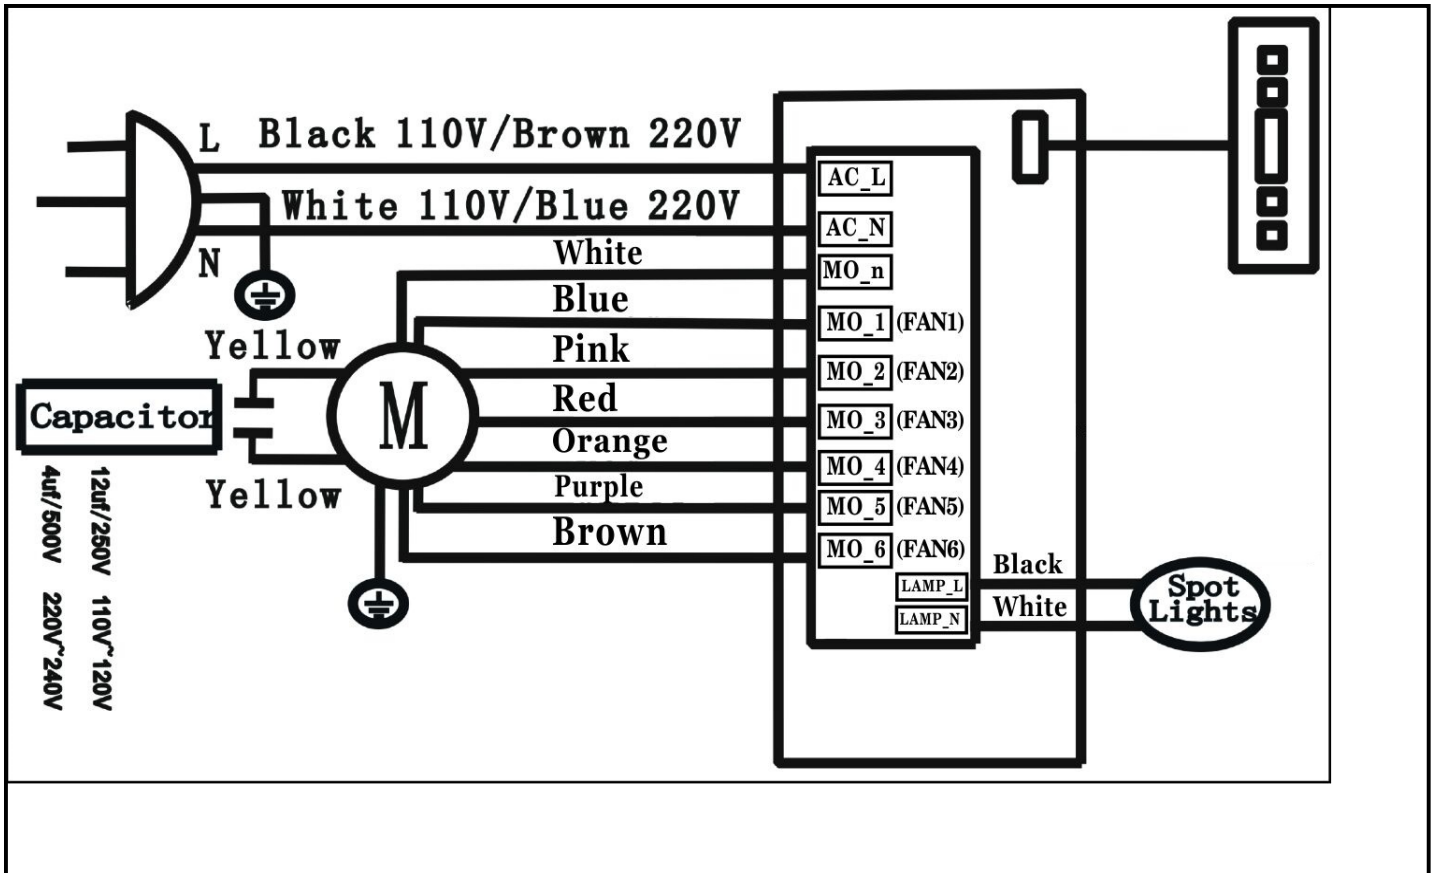 L
Black 110V/Brown 220V
White 110V/Blue 220V
N
White
Blue
Pink
Red
Orange
Purple
Brown
Yellow
Capacitor
M
Yellow
12uf/250V 110V~120V
4uf/500V 220V~240V
AC_L
AC_N
MO_n
MO_1 (FAN1)
MO_2 (FAN2)
MO_3 (FAN3)
MO_4 (FAN4)
MO_5 (FAN5)
MO_6 (FAN6)
LAMP_L
LAMP_N
Black
White
Spot
Lights